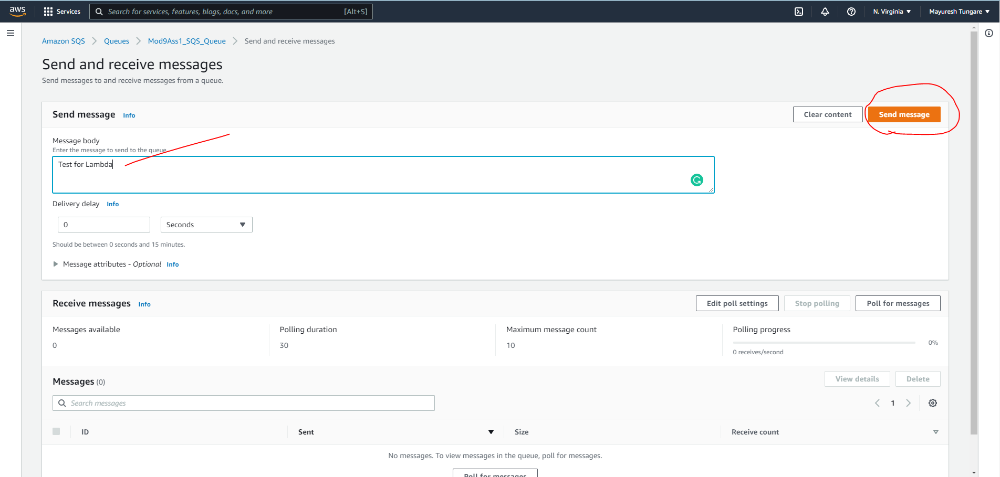 aws Services Search for services, features, blogs, docs, and more [Alt+S] N. Virginia Mayuresh Tungare
Amazon SQS Queues Mod9Ass1_SQS_Queue Send and receive messages
Send and receive messages
Send messages to and receive messages from a queue.
Send message Info Clear content Send message
Message body
Enter the message to send to the queue.
Test for Lambda
Delivery delay Info
0 Seconds
Should be between 0 seconds and 15 minutes.
Message attributes - Optional Info
Receive messages Info Edit poll settings Stop polling Poll for messages
Messages available Polling duration Maximum message count Polling progress
0 30 10 0%
0 receives/second
Messages (0) View details Delete
Search messages 1
ID Sent Size Receive count
No messages. To view messages in the queue, poll for messages.
Poll for messages